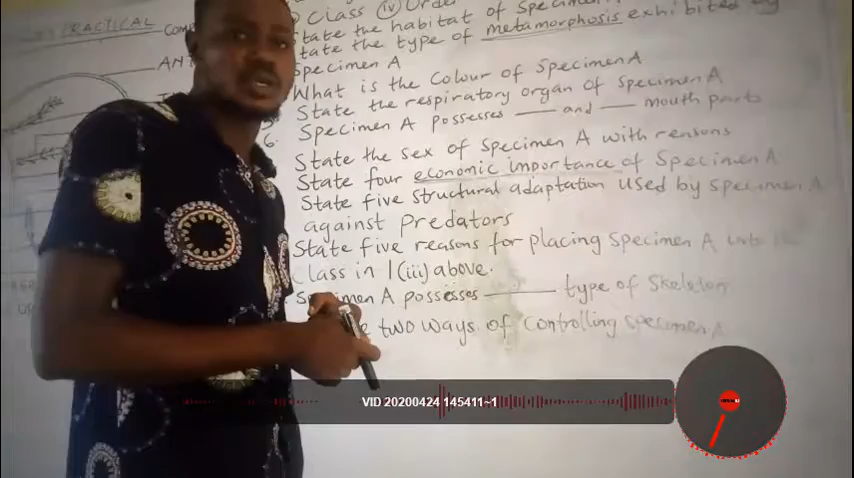 PRACTICAL
Class (iv) Order
State the habitat of
State the type of metamorphosis exhibited by
Specimen A
What is the Colour of Specimen A
State the respiratory organen of Specimen A
6. Specimen A possesses —— and —— mouth parts
State the sex of Specimen A with reasons
State four economic importance of Specimen A
State five structural adaptation used by specimen A
against predators
State five reasons for placing Specimen A
class in 1(iii) above.
Specimen A possesses —— type of Skeleton
two ways of controlling specimen A
VID 20200424 145411~1